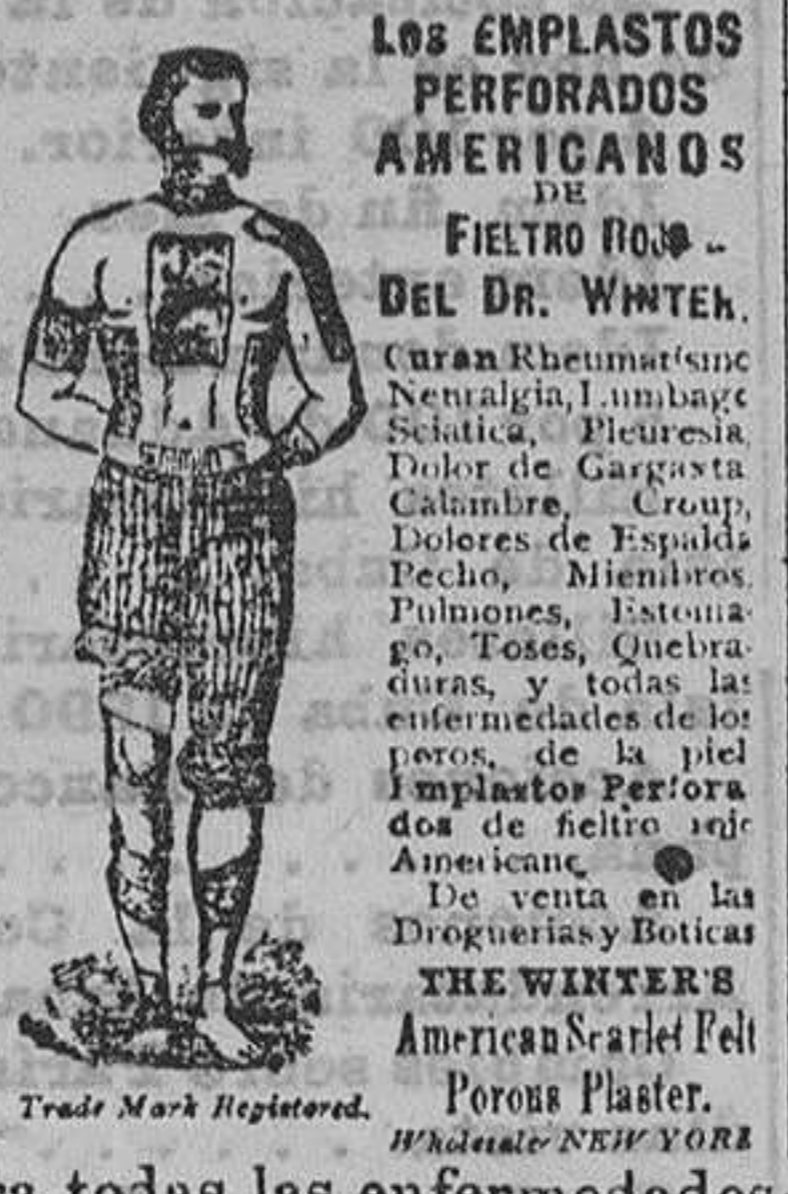 Los EMPLASTOS
PERFORADOS
AMERICANOS
DE
FIELTRO ROJO
DEL DR. WINTER.
Curan Rheumatismo
Neuralgia, Lumbago
Sciatica, Pleuresia,
Dolor de Garganta
Calambre, Croup,
Dolores de Espalda
Pecho, Miembros,
Pulmones, Estoma-
go, Toses, Quebra-
duras, y todas las
enfermedades de los
poros, de la piel
Emplastos Perfora
dos de fieltro rojo
Americano
De venta en las
Droguerias y Boticas
THE WINTER'S
American Scarlet Felt
Porous Plaster.
Wholesale NEW YORK
Trade Mark Registered.
todas las enfermedades